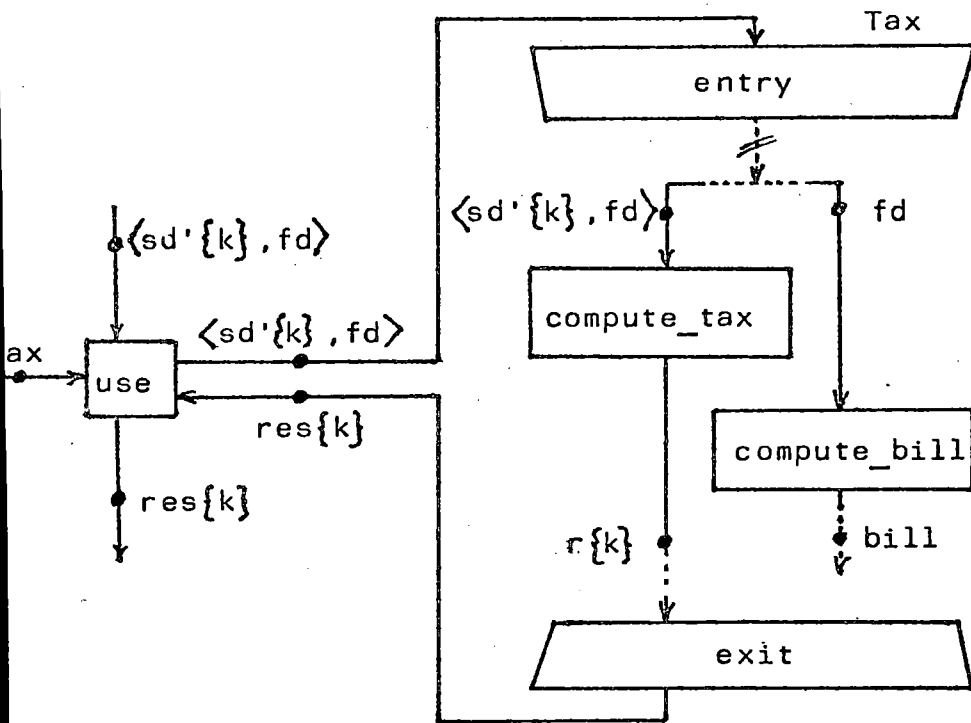 Tax
entry
⟨sd'{k},fd⟩
fd
⟨sd'{k},fd⟩
⟨sd'{k},fd⟩
compute_tax
ax
use
res{k}
compute_bill
res{k}
r{k}
bill
exit